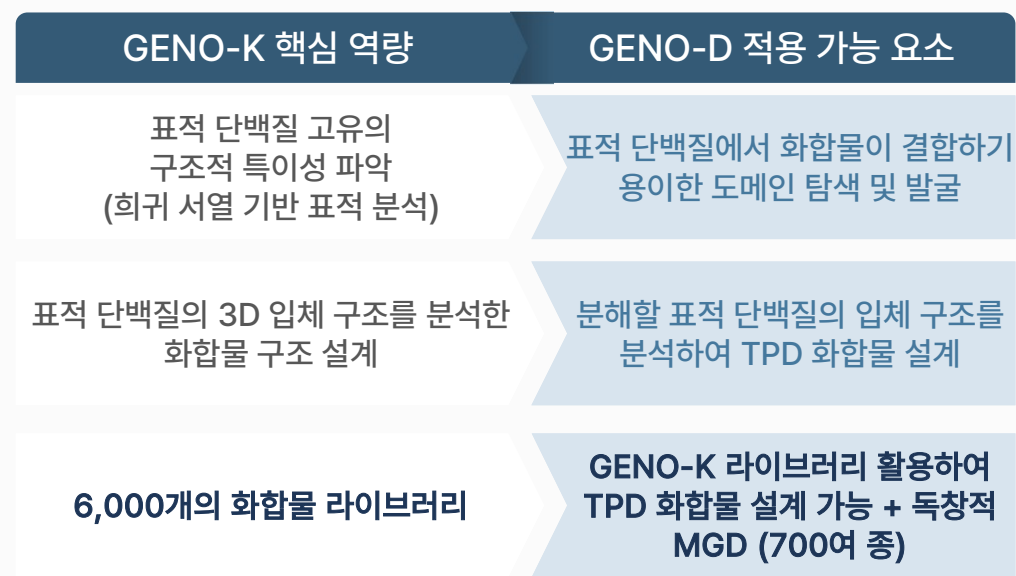 GENO-K 핵심 역량
GENO-D 적용 가능 요소
표적 단백질 고유의
구조적 특이성 파악
(희귀 서열 기반 표적 분석)
표적 단백질에서 화합물이 결합하기
용이한 도메인 탐색 및 발굴
표적 단백질의 3D 입체 구조를 분석한
화합물 구조 설계
분해할 표적 단백질의 입체 구조를
분석하여 TPD 화합물 설계
6,000개의 화합물 라이브러리
GENO-K 라이브러리 활용하여
TPD 화합물 설계 가능 + 독창적
MGD (700여 종)